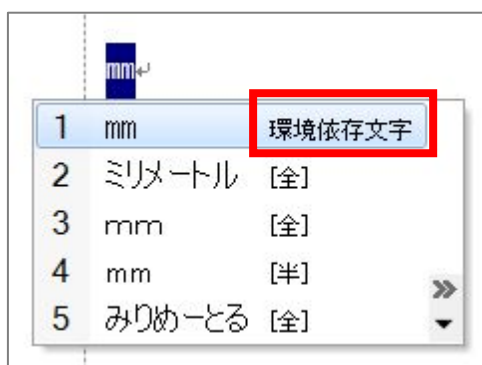 ㎜↵
1 ㎜ 環境依存文字
2 ミリメートル [全]
3 ｍｍ [全]
4 mm [半]
5 みりめーとる [全]